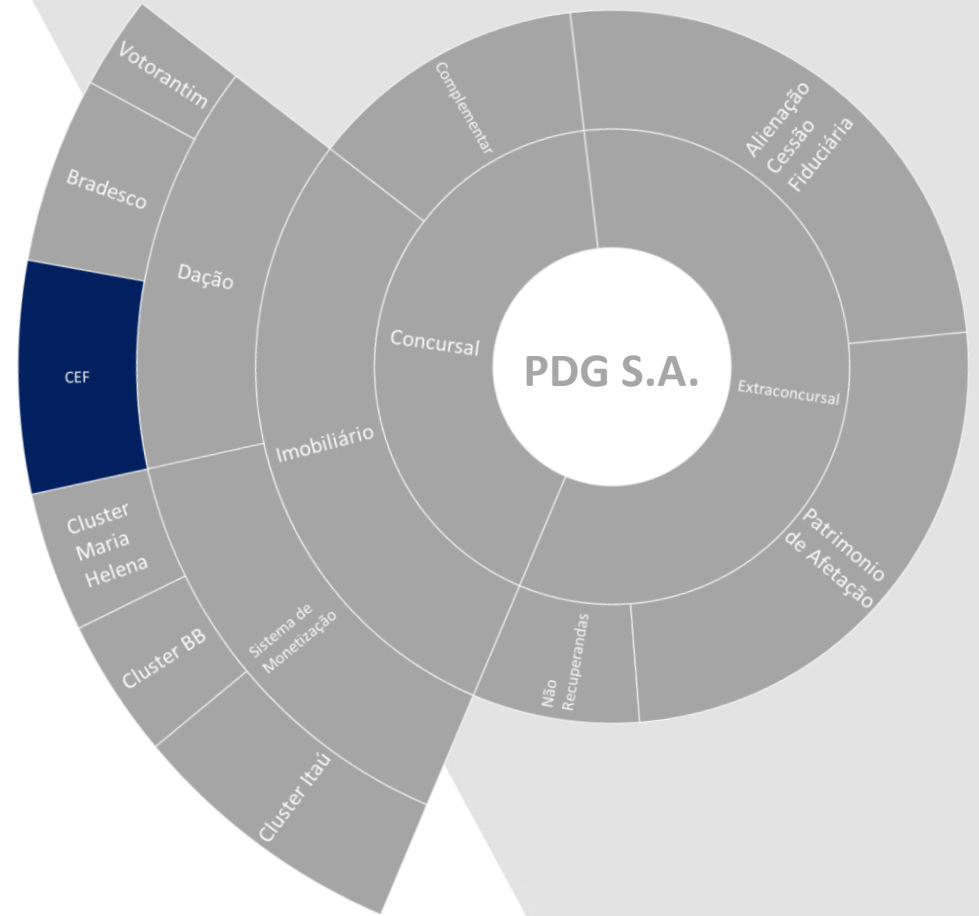 Votorantim
Bradesco
CEF
Cluster
Maria
Helena
Cluster BB
Cluster Itaú
Dação
Sistema de
Monetização
Imobiliário
Complementar
Concursal
PDG S.A.
Extraconcursal
Alienação
Cessão
Fiduciária
Patrimonio
de Afetação
Não
Recuperandas